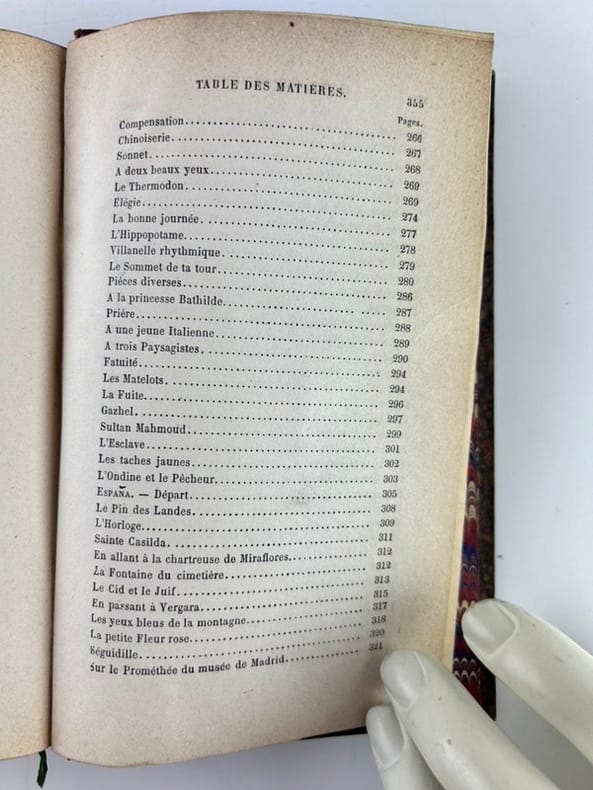 TABLE DES MATIÈRES.
355
Pages.
Compensation........ 266
Chinoiserie........ 267
Sonnet........ 268
A deux beaux yeux........ 269
Le Thermodon........ 269
Élégie........ 274
La bonne journée........ 277
L'Hippopotame........ 278
Villanelle rhythmique........ 279
Le Sommet de ta tour........ 280
Pièces diverses........ 286
A la princesse Bathilde........ 287
Prière........ 288
A une jeune Italienne........ 289
A trois Paysagistes........ 290
Fatuité........ 294
Les Matelots........ 294
La Fuite........ 296
Gazhel........ 297
Sultan Mahmoud........ 299
L'Esclave........ 301
Les taches jaunes........ 302
L'Ondine et le Pêcheur........ 303
ESPAÑA. — Départ........ 305
Le Pin des Landes........ 308
L'Horloge........ 309
Sainte Casilda........ 311
En allant à la chartreuse de Miraflores........ 312
La Fontaine du cimetière........ 312
Le Cid et le Juif........ 313
En passant à Vergara........ 315
Les yeux bleus de la montagne........ 317
La petite Fleur rose........ 318
Séguidille........ 320
Sur le Prométhée du musée de Madrid........ 321